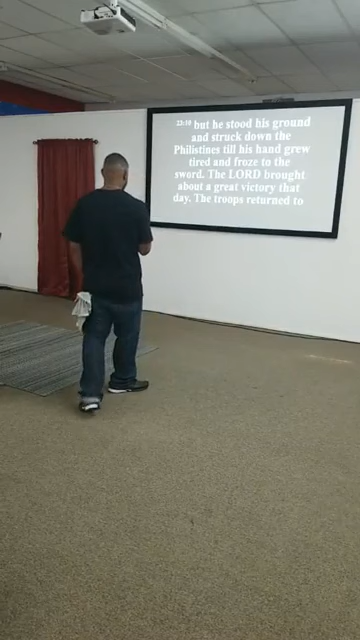 23:10 but he stood his ground
and struck down the
Philistines till his hand grew
tired and froze to the
sword. The LORD brought
about a great victory that
day. The troops returned to